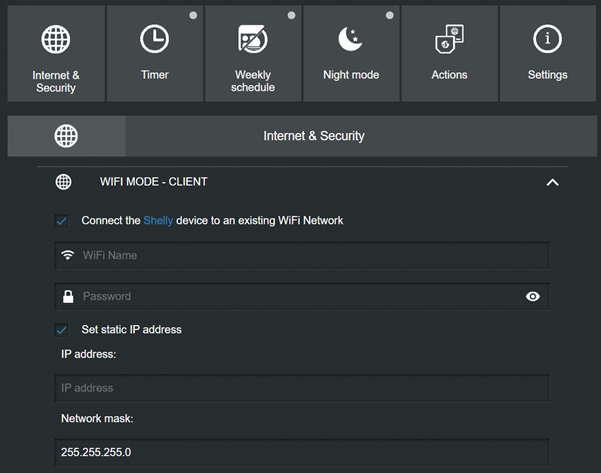 Internet &
Security
Timer
Weekly
schedule
Night mode
Actions
Settings
Internet & Security
WIFI MODE - CLIENT
Connect the Shelly device to an existing WiFi Network
WiFi Name
Password
Set static IP address
IP address:
IP address
Network mask:
255.255.255.0